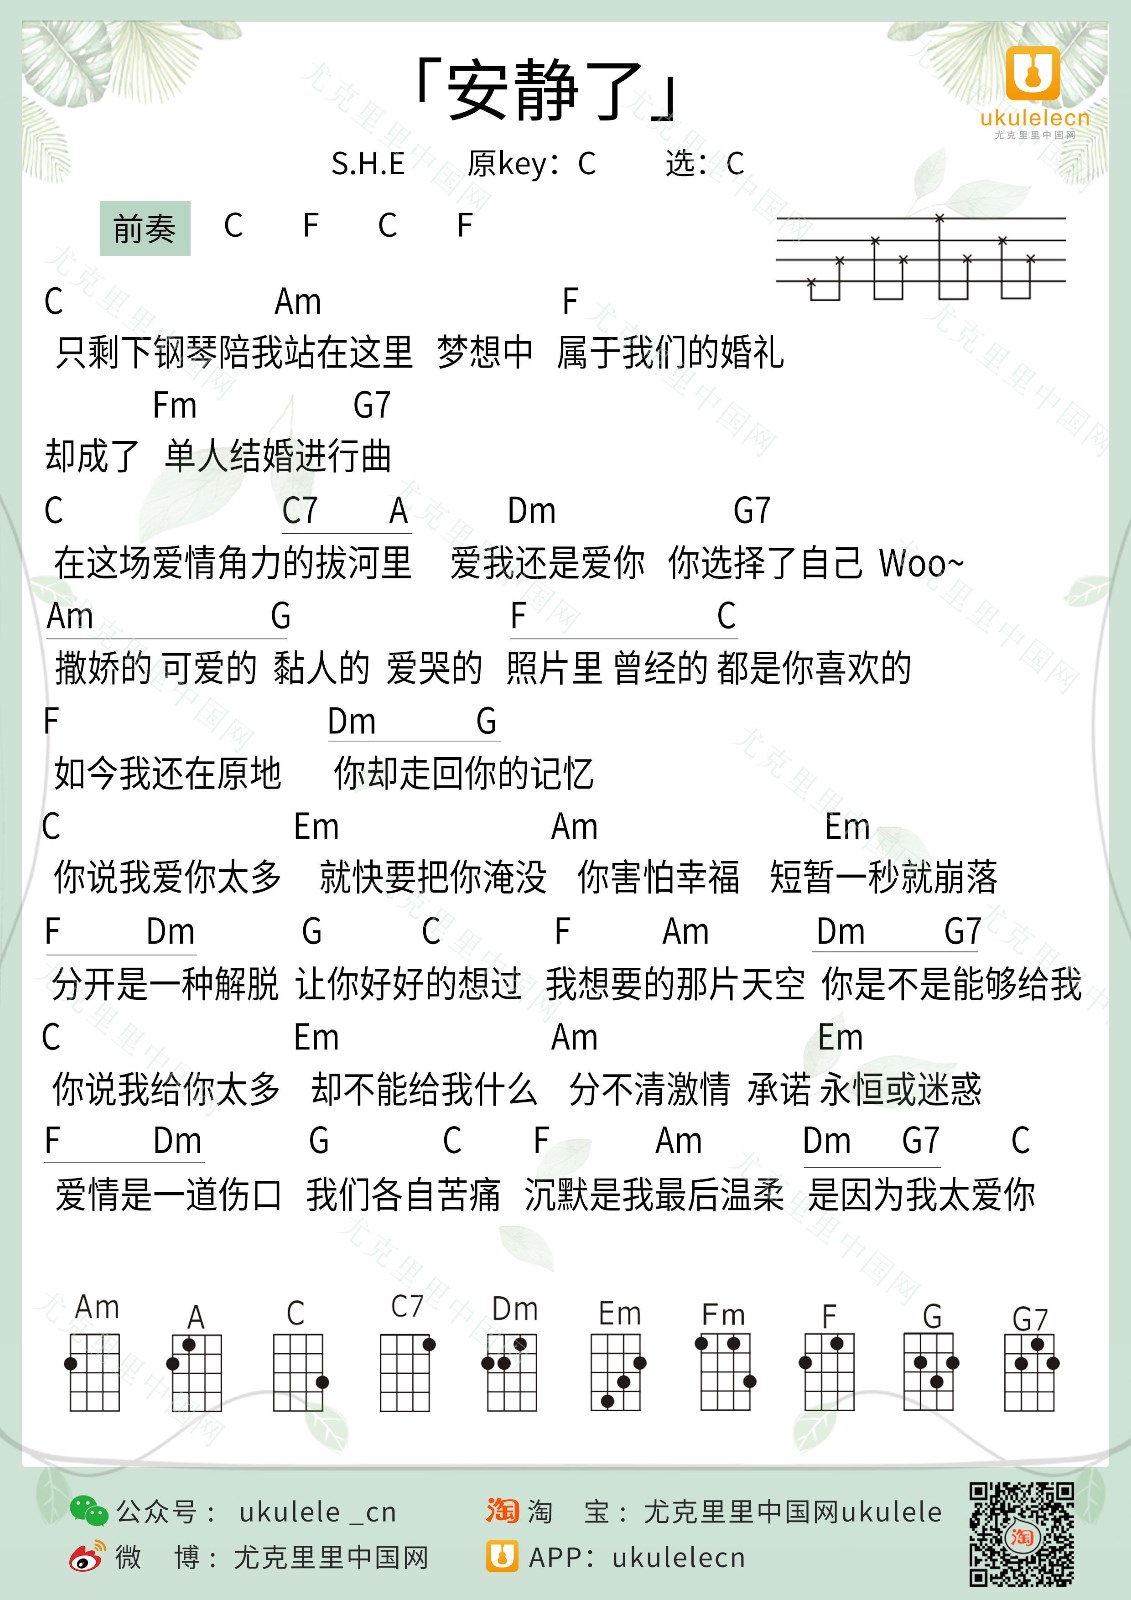 「安静了」
ukulelecn
尤克里里中国网
S.H.E 原key：C 选：C
前奏 C F C F
C Am F
只剩下钢琴陪我站在这里 梦想中 属于我们的婚礼
Fm G7
却成了 单人结婚进行曲
C C7 A Dm G7
在这场爱情角力的拔河里 爱我还是爱你 你选择了自己 Woo~
Am G F C
撒娇的 可爱的 黏人的 爱哭的 照片里 曾经的 都是你喜欢的
F Dm G
如今我还在原地 你却走回你的记忆
C Em Am Em
你说我爱你太多 就快要把你淹没 你害怕幸福 短暂一秒就崩落
F Dm G C F Am Dm G7
分开是一种解脱 让你好好的想过 我想要的那片天空 你是不是能够给我
C Em Am Em
你说我给你太多 却不能给我什么 分不清激情 承诺 永恒或迷惑
F Dm G C F Am Dm G7 C
爱情是一道伤口 我们各自苦痛 沉默是我最后温柔 是因为我太爱你
Am A C C7 Dm Em Fm F G G7
公众号： ukulele _cn 淘 淘 宝：尤克里里中国网ukulele
微 博：尤克里里中国网 APP：ukulelecn
淘